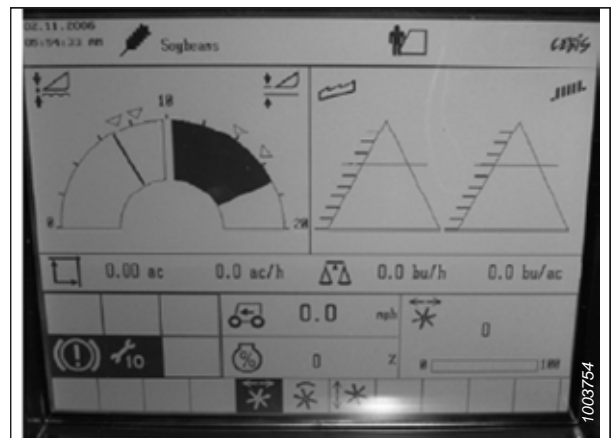 02.11.2006
05:54:33 AM
Soybeans
CEBIS
10
0
20
0.00 ac
0.0 ac/h
0.0 bu/h
0.0 bu/ac
0.0 mph
0
10
%
0 %
0
100
1003754